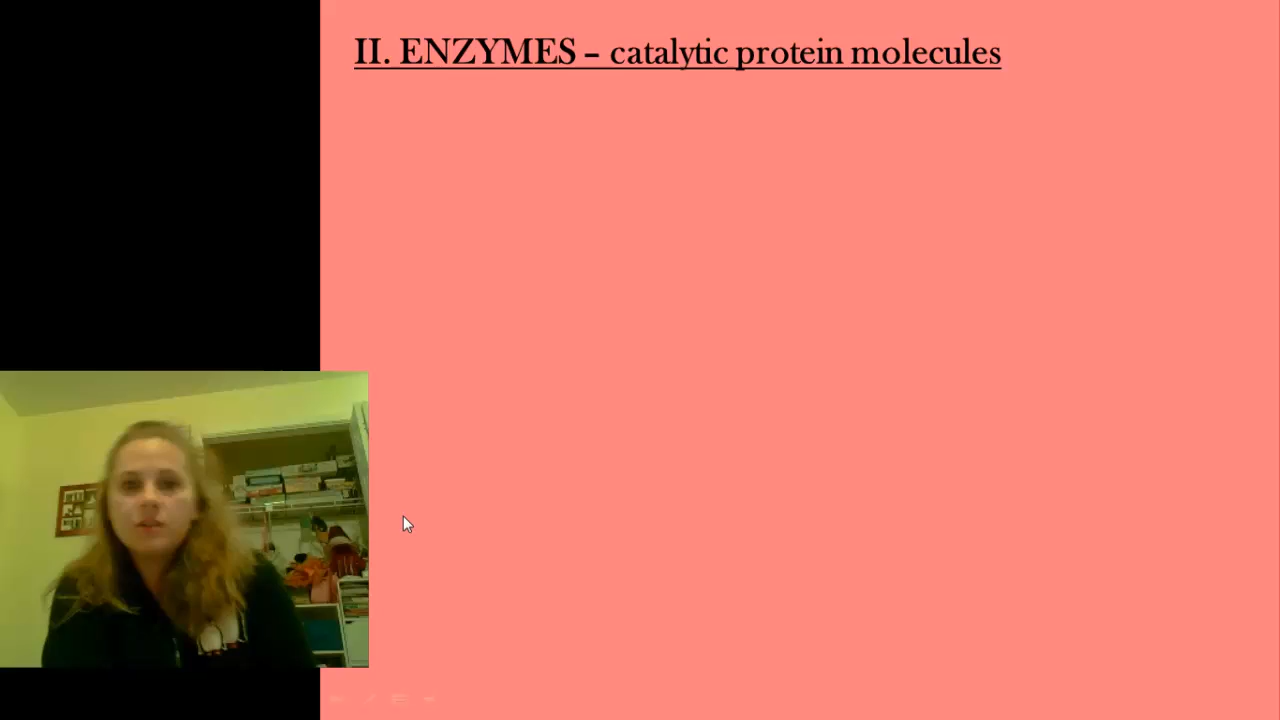 II. ENZYMES – catalytic protein molecules